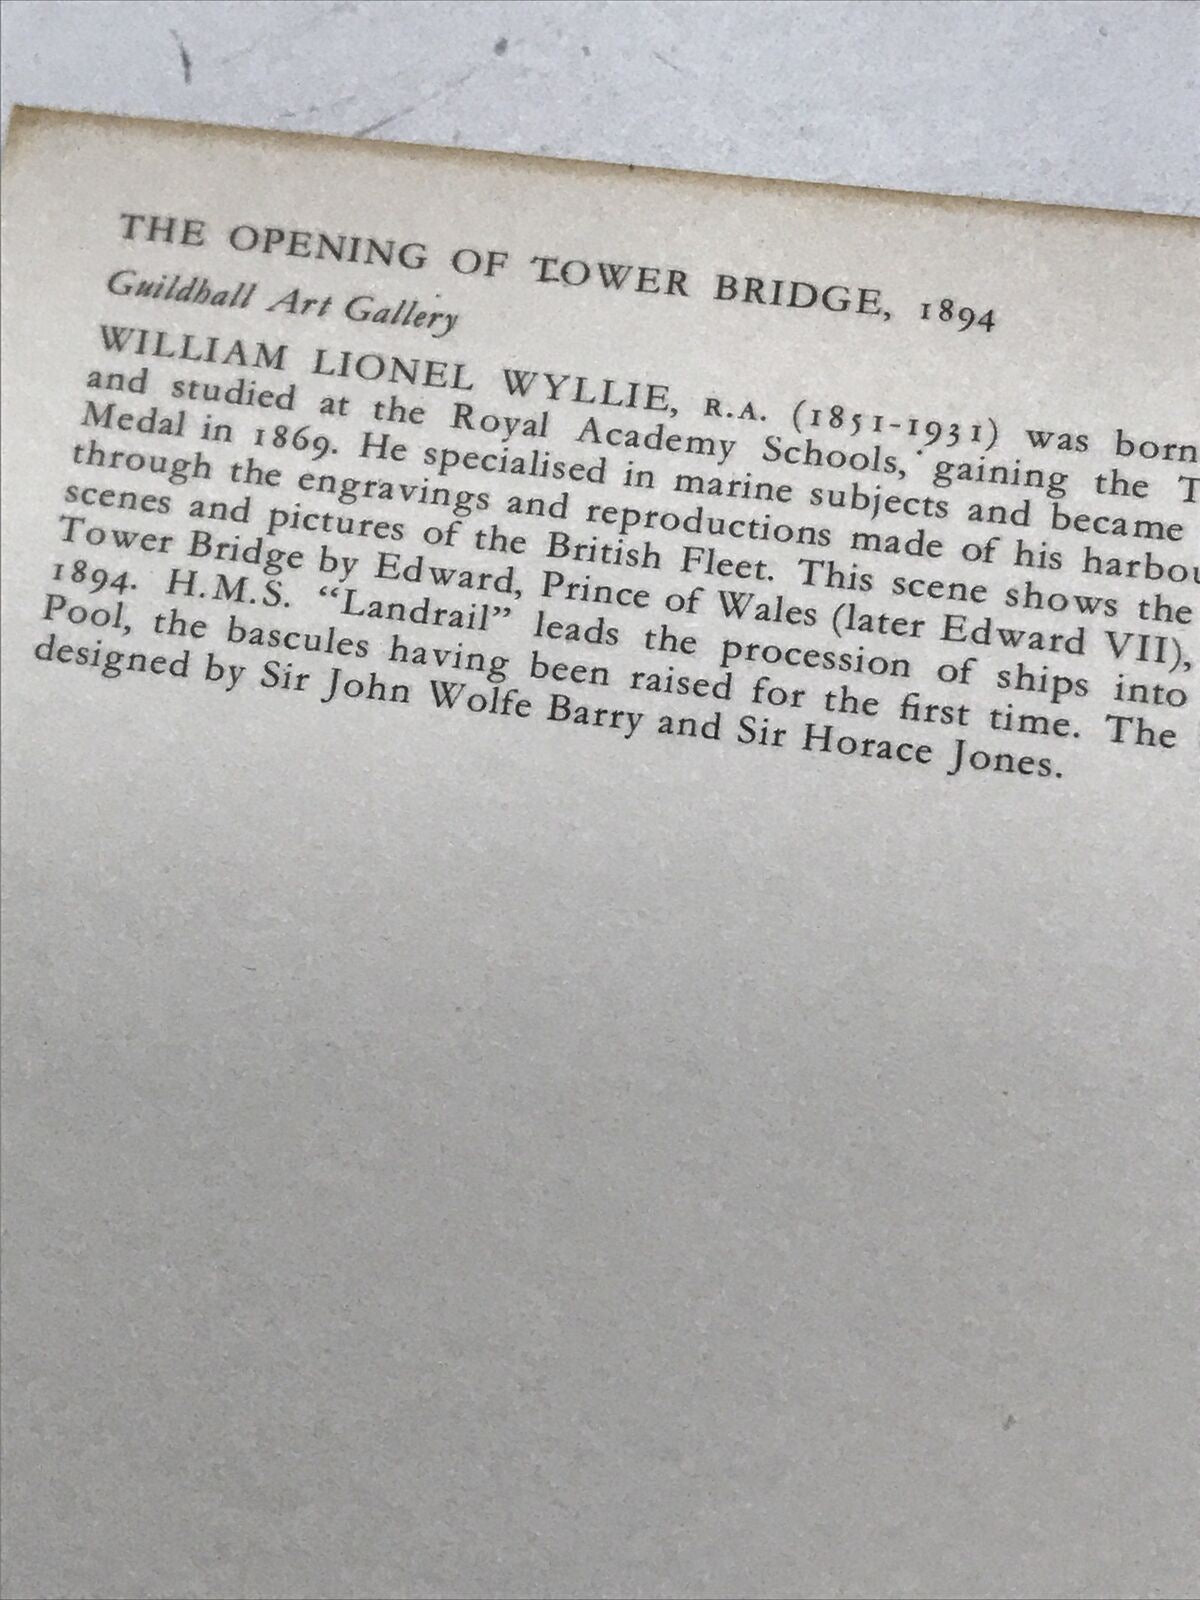 THE OPENING OF TOWER BRIDGE, 1894
Guildhall Art Gallery
WILLIAM LIONEL WYLLIE, R.A. (1851-1931) was born
and studied at the Royal Academy Schools, gaining the T
Medal in 1869. He specialised in marine subjects and became
through the engravings and reproductions made of his harbou
scenes and pictures of the British Fleet. This scene shows the
Tower Bridge by Edward, Prince of Wales (later Edward VII),
1894. H.M.S. “Landrail” leads the procession of ships into
Pool, the bascules having been raised for the first time. The
designed by Sir John Wolfe Barry and Sir Horace Jones.